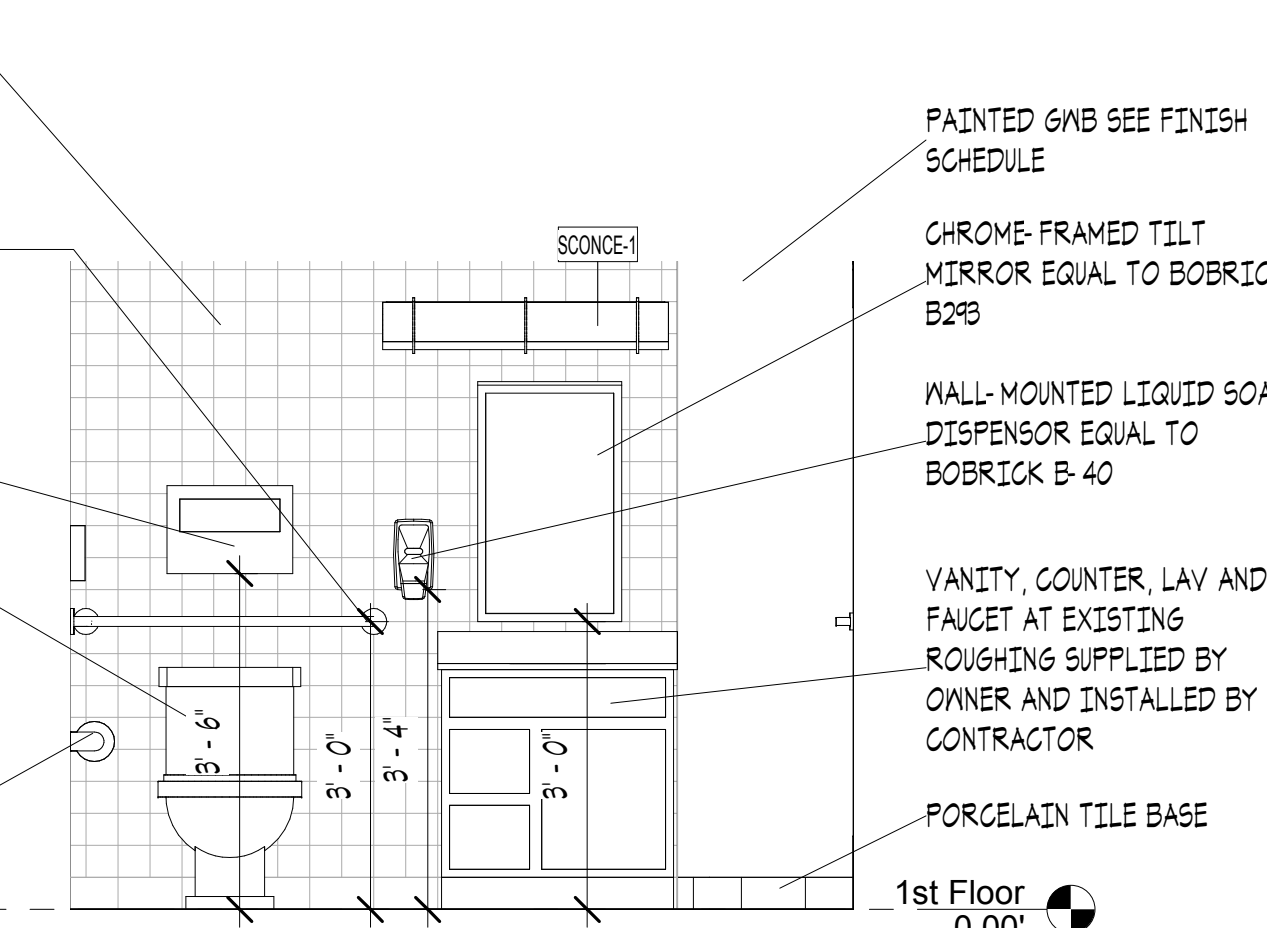 PAINTED GWB SEE FINISH
SCHEDULE
SCONCE-1
CHROME-FRAMED TILT
MIRROR EQUAL TO
B293
WALL-MOUNTED LIQUID
DISPENSOR EQUAL TO
BOBRICK B-40
VANITY, COUNTER, LAV AND
FAUCET AT EXISTING
ROUGHING SUPPLIED BY
OWNER AND INSTALLED BY
CONTRACTOR
3' - 6"
3' - 0"
3' - 4"
3' - 0"
PORCELAIN TILE BASE
1st Floor
0.00'